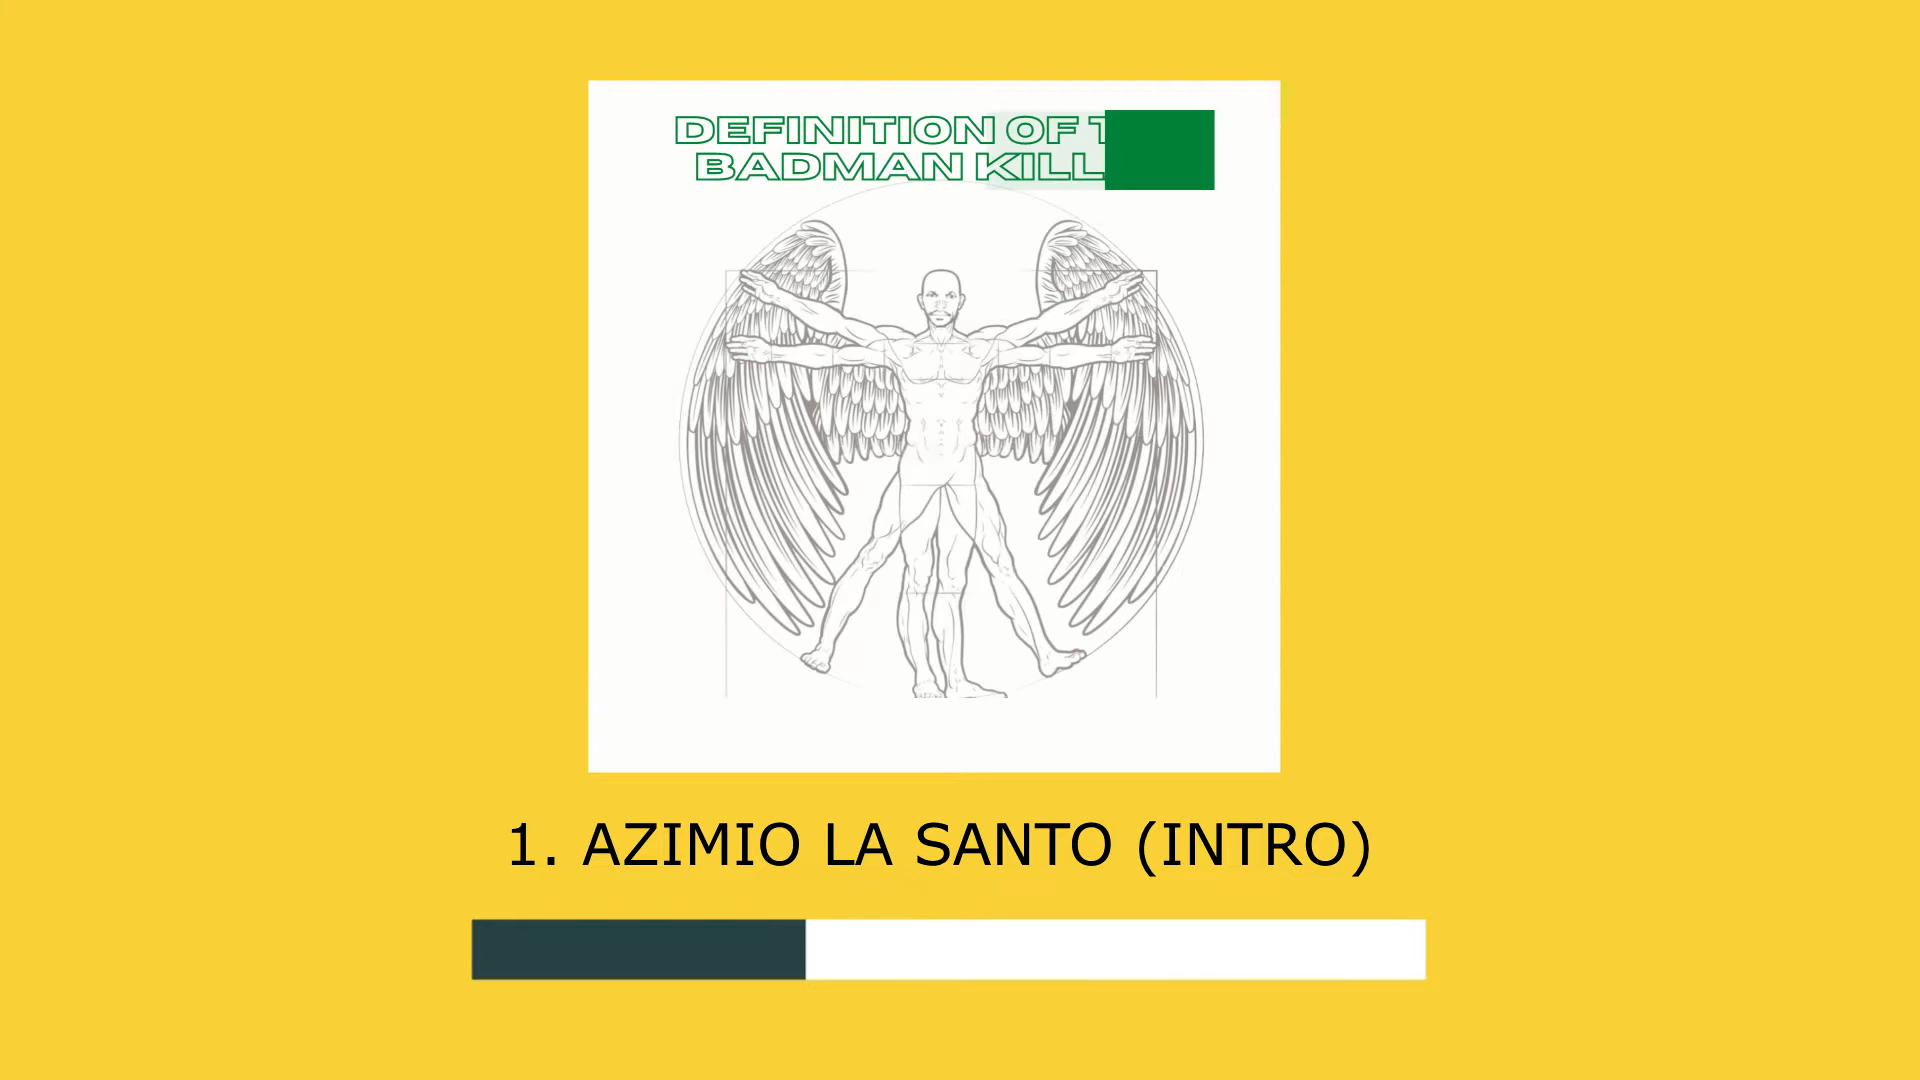 DEFINITION OF
BADMAN KILL
1. AZIMIO LA SANTO (INTRO)